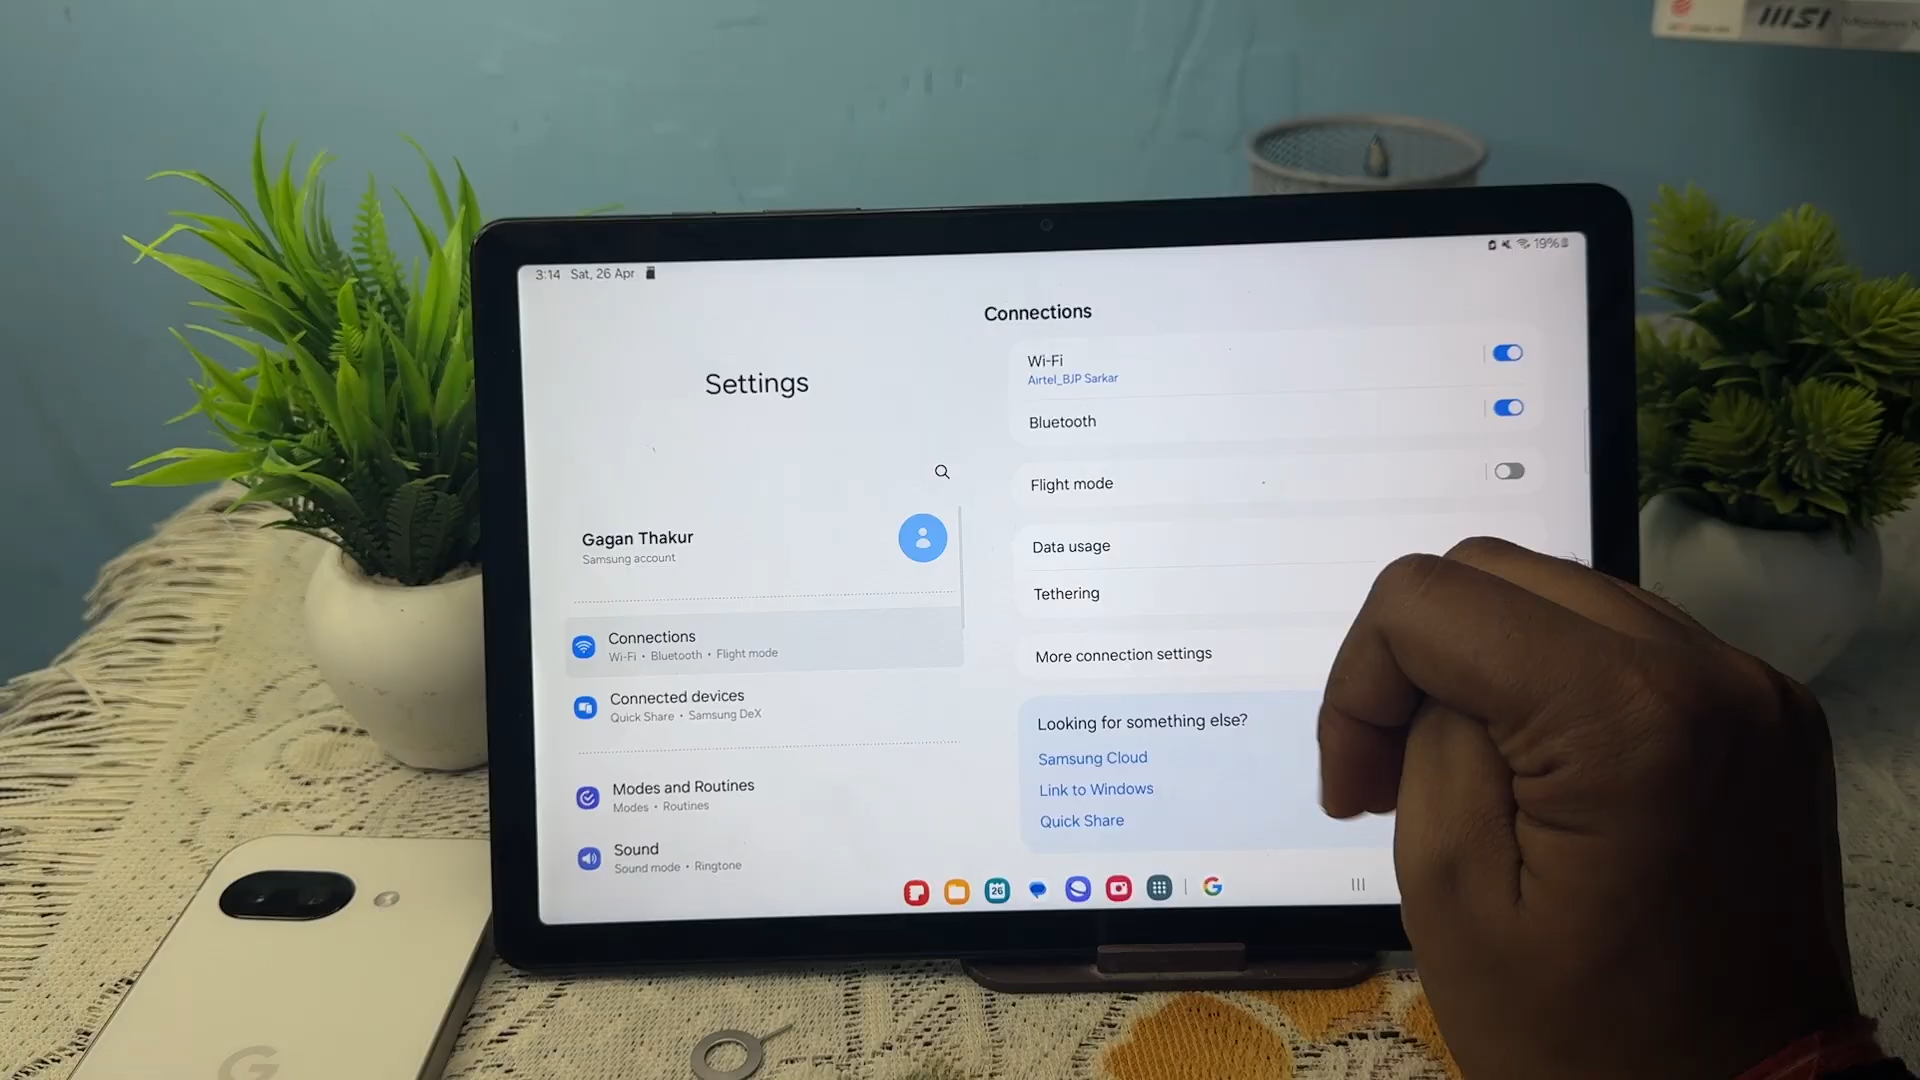 msi
3:14 Sat, 26 Apr
19%
Settings
Gagan Thakur
Samsung account
Connections
Wi-Fi • Bluetooth • Flight mode
Connected devices
Quick Share • Samsung DeX
Modes and Routines
Modes • Routines
Sound
Sound mode • Ringtone
Connections
Wi-Fi
Airtel_BJP Sarkar
Bluetooth
Flight mode
Data usage
Tethering
More connection settings
Looking for something else?
Samsung Cloud
Link to Windows
Quick Share
26
G
G